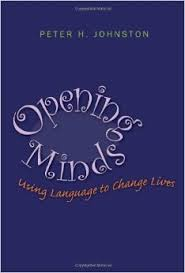 PETER H. JOHNSTON
Opening
Minds
Using Language to Change Lives